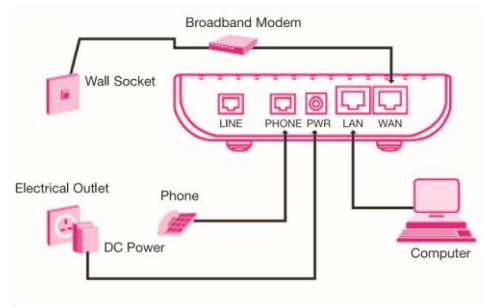 Broadband Modem
Wall Socket
LINE PHONE PWR LAN WAN
Electrical Outlet
Phone
DC Power
Computer